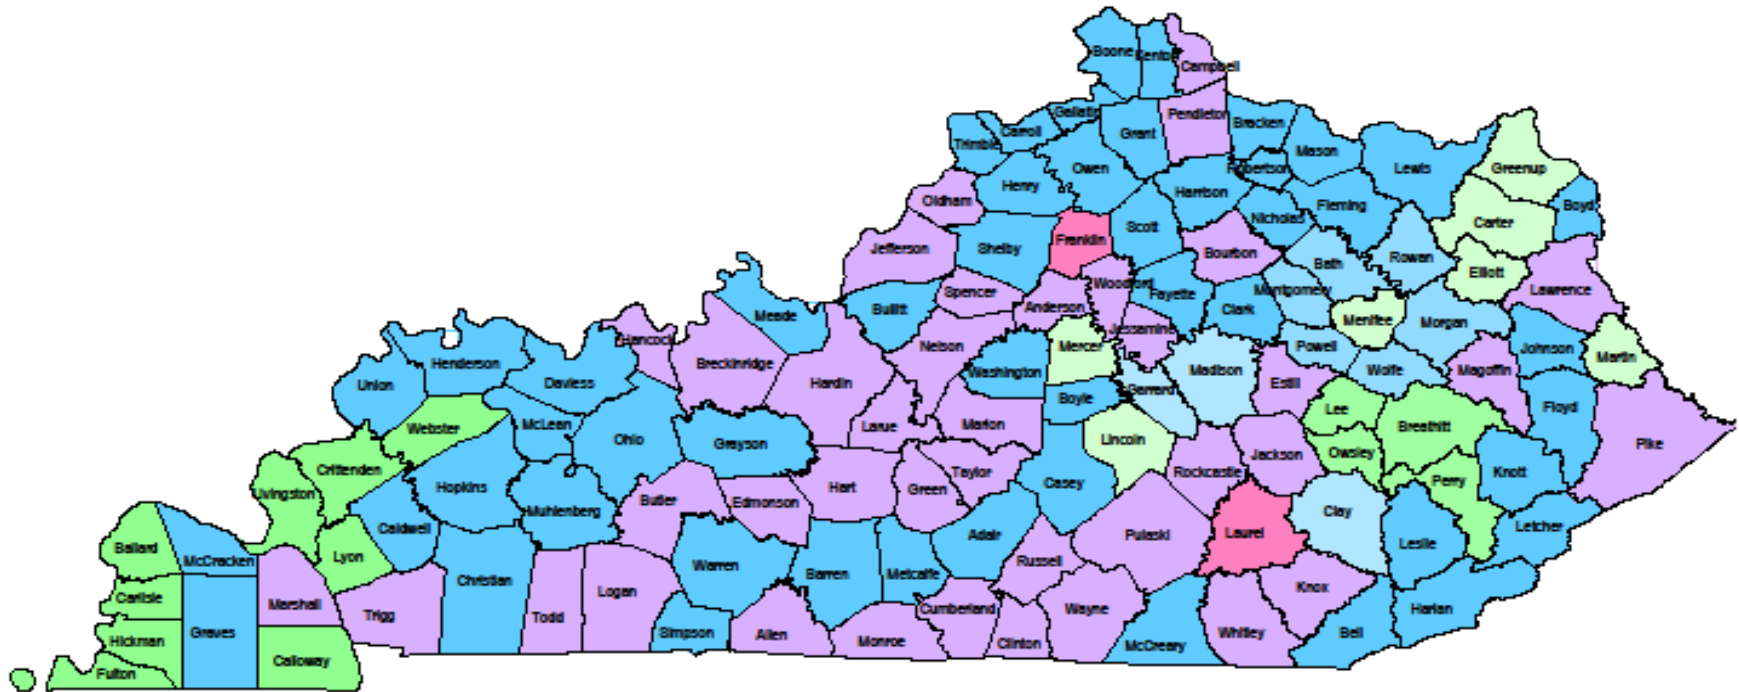 Boone
Kenton
Campbell
Gallatin
Pendleton
Carroll
Grant
Bracken
Trimble
Owen
Robertson
Mason
Lewis
Greenup
Henry
Harrison
Oldham
Nicholas
Fleming
Boyd
Carter
Jefferson
Shelby
Franklin
Scott
Bourbon
Bath
Rowan
Elliott
Spencer
Woodford
Fayette
Montgomery
Lawrence
Meade
Bullitt
Anderson
Clark
Menifee
Morgan
Jessamine
Hancock
Nelson
Mercer
Powell
Johnson
Martin
Henderson
Breckinridge
Washington
Madison
Wolfe
Magoffin
Union
Daviess
Hardin
Boyle
Garrard
Estill
Lee
Floyd
Webster
McLean
Ohio
Grayson
Larue
Marion
Lincoln
Breathitt
Pike
Crittenden
Taylor
Rockcastle
Jackson
Owsley
Knott
Livingston
Hopkins
Butler
Edmonson
Hart
Green
Casey
Perry
Muhlenberg
Clay
Caldwell
Pulaski
Laurel
Letcher
Ballard
McCracken
Lyon
Adair
Leslie
Christian
Warren
Barren
Metcalfe
Russell
Carlisle
Marshall
Trigg
Todd
Logan
Cumberland
Wayne
Knox
Harlan
Hickman
Graves
Simpson
Allen
Monroe
Clinton
McCreary
Whitley
Bell
Fulton
Calloway